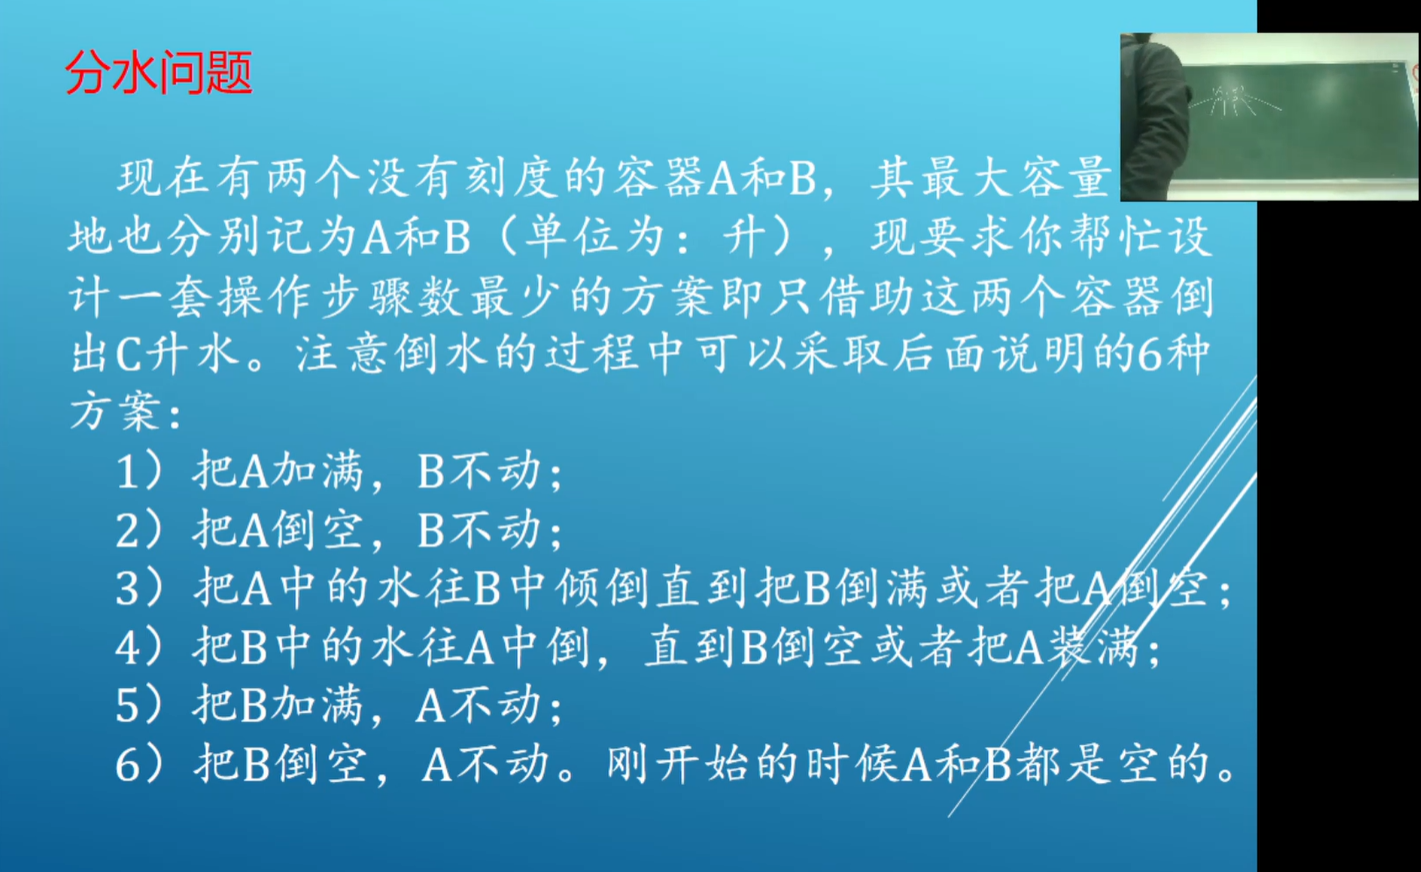 分水问题
现在有两个没有刻度的容器A和B，其最大容量
地也分别记为A和B（单位为：升），现要求你帮忙设
计一套操作步骤数最少的方案即只借助这两个容器倒
出C升水。注意倒水的过程中可以采取后面说明的6种
方案：
1）把A加满，B不动；
2）把A倒空，B不动；
3）把A中的水往B中倾倒直到把B倒满或者把A倒空；
4）把B中的水往A中倒，直到B倒空或者把A装满；
5）把B加满，A不动；
6）把B倒空，A不动。刚开始的时候A和B都是空的。